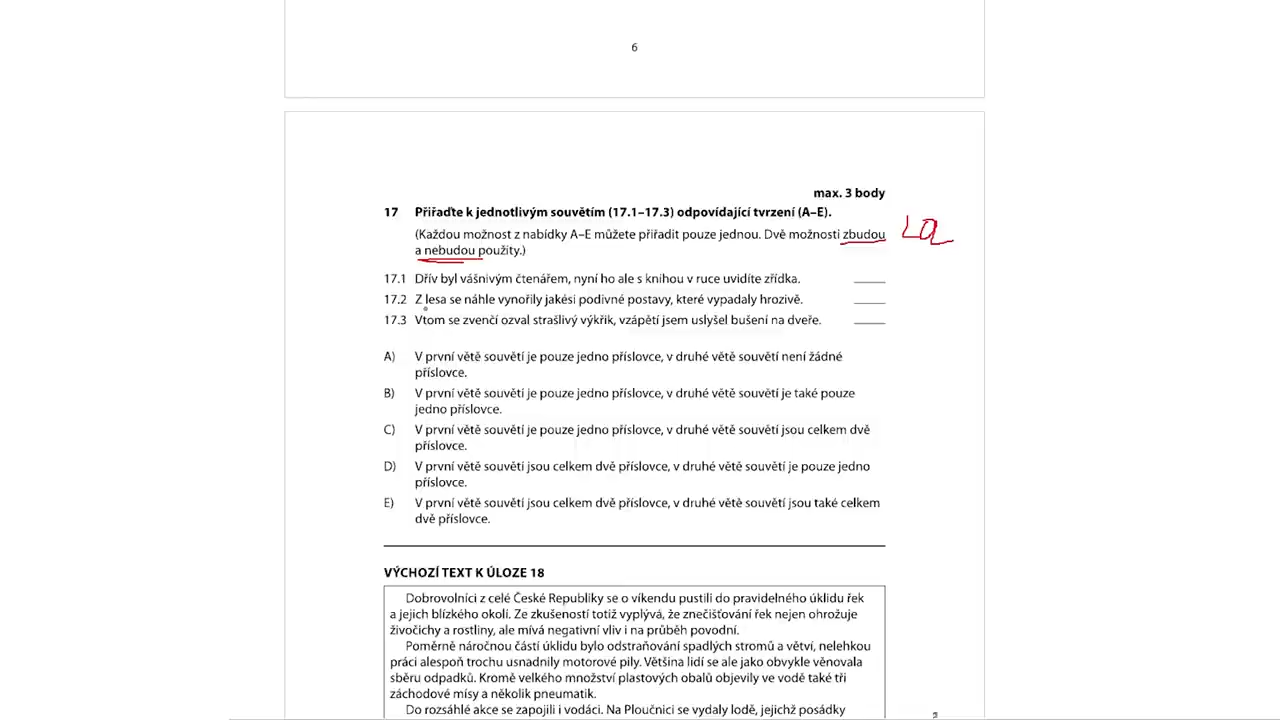 6
max. 3 body
17 Přiřaďte k jednotlivým souvětím (17.1–17.3) odpovídající tvrzení (A–E).
(Každou možnost z nabídky A–E můžete přiřadit pouze jednou. Dvě možnosti zbudou
a nebudou použity.)
17.1 Dřív byl vášnivým čtenářem, nyní ho ale s knihou v ruce uvidíte zřídka. _____
17.2 Z lesa se náhle vynořily jakési podivné postavy, které vypadaly hrozivě. _____
17.3 Vtom se zvenčí ozval strašlivý výkřik, vzápětí jsem uslyšel bušení na dveře. _____
A) V první větě souvětí je pouze jedno příslovce, v druhé větě souvětí není žádné
příslovce.
B) V první větě souvětí je pouze jedno příslovce, v druhé větě souvětí je také pouze
jedno příslovce.
C) V první větě souvětí je pouze jedno příslovce, v druhé větě souvětí jsou celkem dvě
příslovce.
D) V první větě souvětí jsou celkem dvě příslovce, v druhé větě souvětí je pouze jedno
příslovce.
E) V první větě souvětí jsou celkem dvě příslovce, v druhé větě souvětí jsou také celkem
dvě příslovce.
VÝCHOZÍ TEXT K ÚLOZE 18
Dobrovolníci z celé České Republiky se o víkendu pustili do pravidelného úklidu řek
a jejich blízkého okolí. Ze zkušeností totiž vyplývá, že znečišťování řek nejen ohrožuje
živočichy a rostliny, ale mívá negativní vliv i na průběh povodní.
Poměrně náročnou částí úklidu bylo odstraňování spadlých stromů a větví, nelehkou
práci alespoň trochu usnadnily motorové pily. Většina lidí se ale jako obvykle věnovala
sběru odpadků. Kromě velkého množství plastových obalů objevily ve vodě také tři
záchodové mísy a několik pneumatik.
Do rozsáhlé akce se zapojili i vodáci. Na Ploučnici se vydaly lodě, jejichž posádky